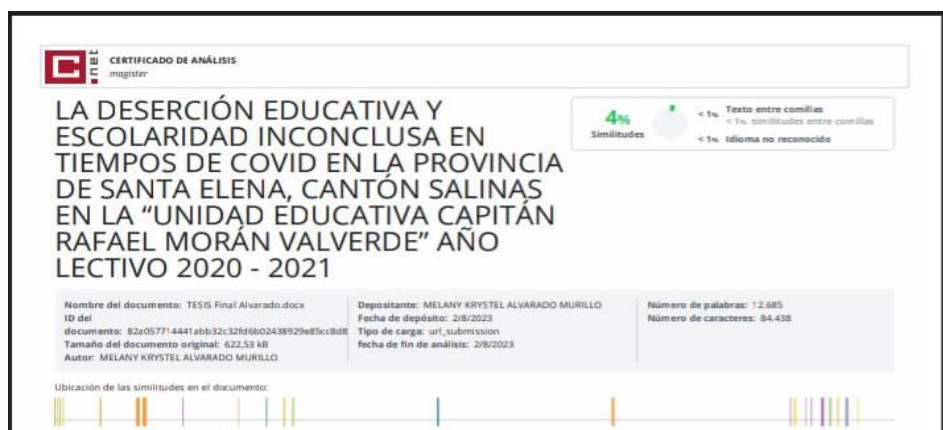 .net
CERTIFICADO DE ANÁLISIS
magister
LA DESERCIÓN EDUCATIVA Y
ESCOLARIDAD INCONCLUSA EN
TIEMPOS DE COVID EN LA PROVINCIA
DE SANTA ELENA, CANTÓN SALINAS
EN LA “UNIDAD EDUCATIVA CAPITÁN
RAFAEL MORÁN VALVERDE” AÑO
LECTIVO 2020 - 2021
4%
Similitudes
< 1% Texto entre comillas
< 1% similitudes entre comillas
< 1% Idioma no reconocido
Nombre del documento: TESIS Final Alvarado.docx
ID del
documento: 82a057714441abb32c32fd6b02438929e85cc8d8
Tamaño del documento original: 622,53 kB
Autor: MELANY KRYSTEL ALVARADO MURILLO
Depositante: MELANY KRYSTEL ALVARADO MURILLO
Fecha de depósito: 2/8/2023
Tipo de carga: url_submission
fecha de fin de análisis: 2/8/2023
Número de palabras: 12.685
Número de caracteres: 84.438
Ubicación de las similitudes en el documento: